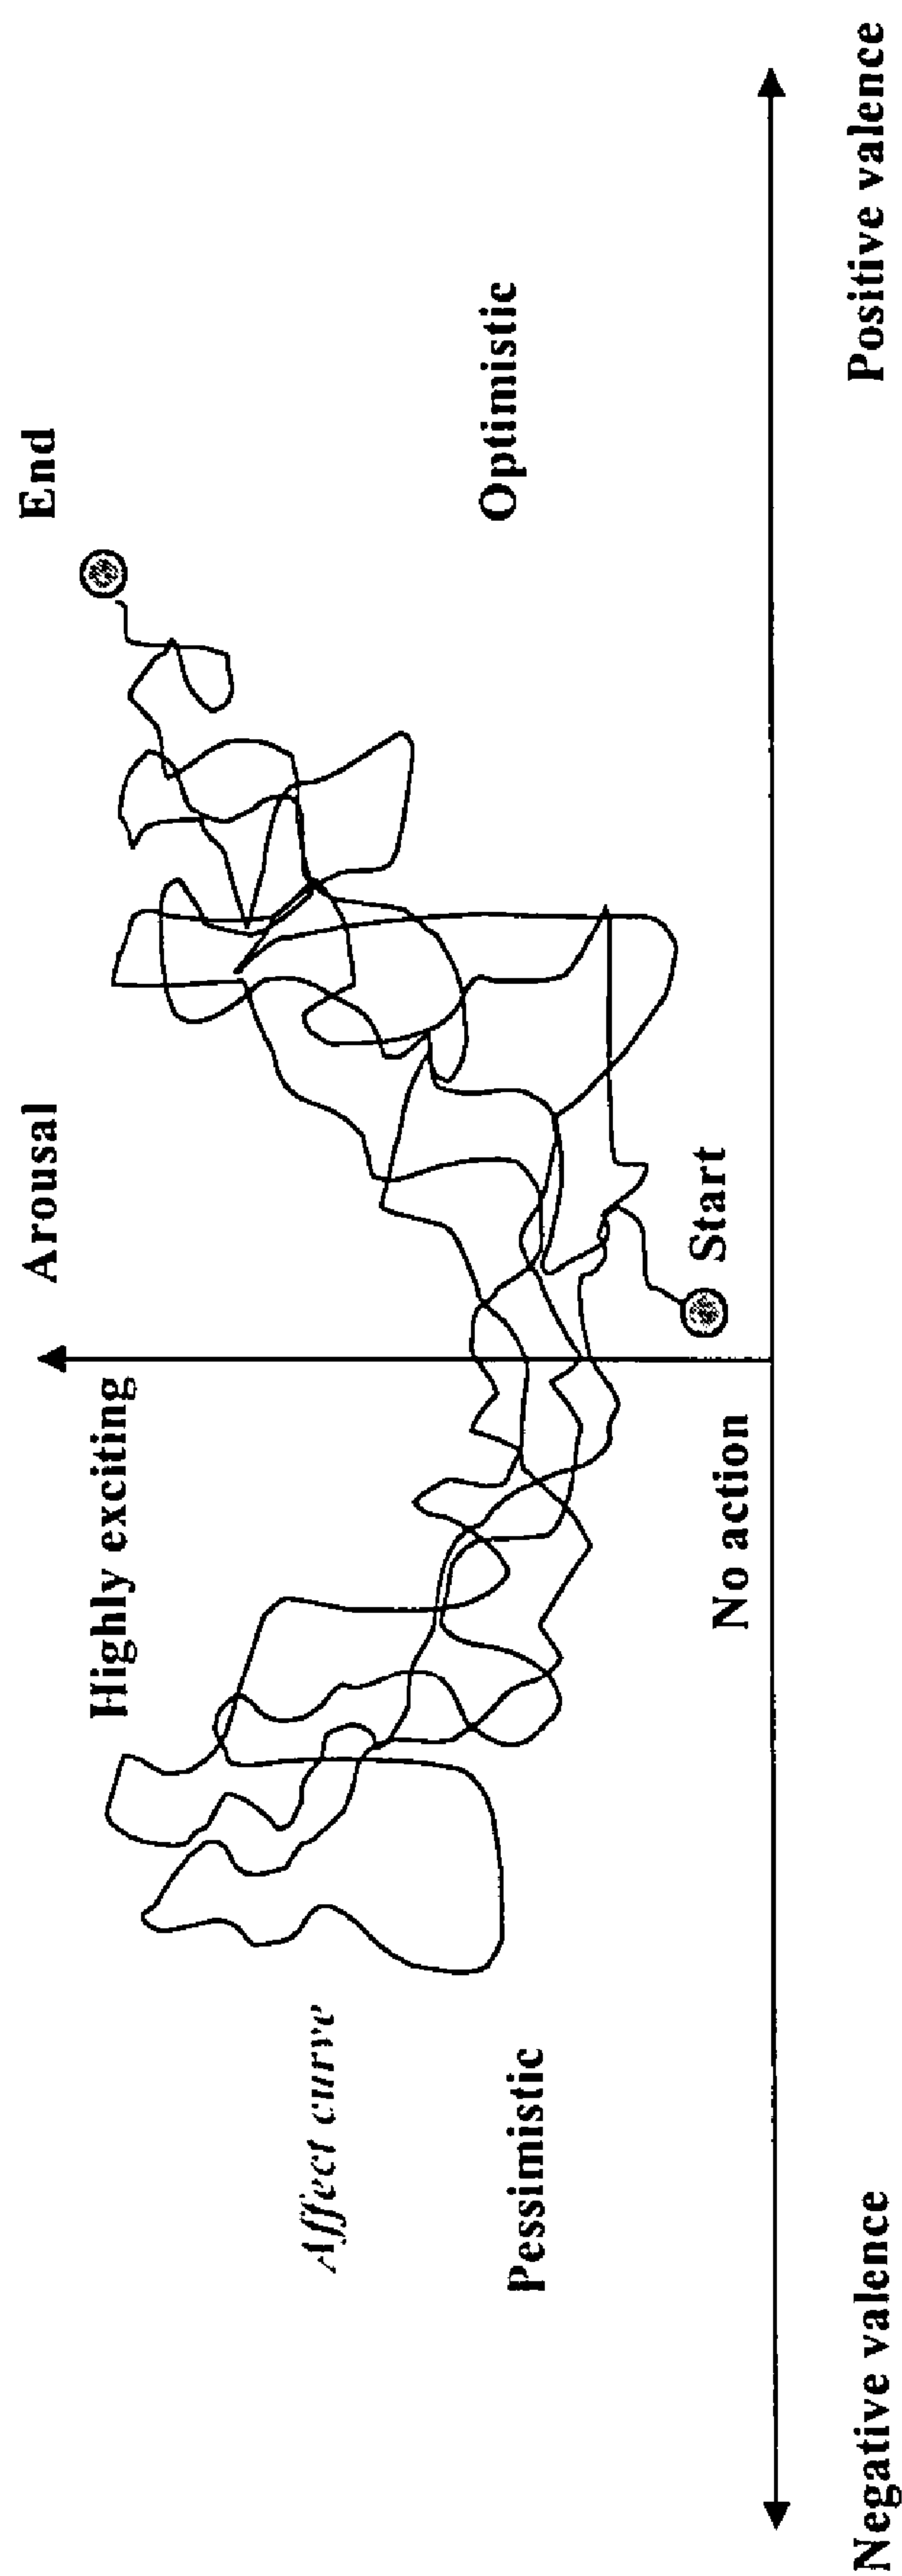 Arousal
End
Highly exciting
Affect curve
Optimistic
Pessimistic
Start
No action
Negative valence
Positive valence